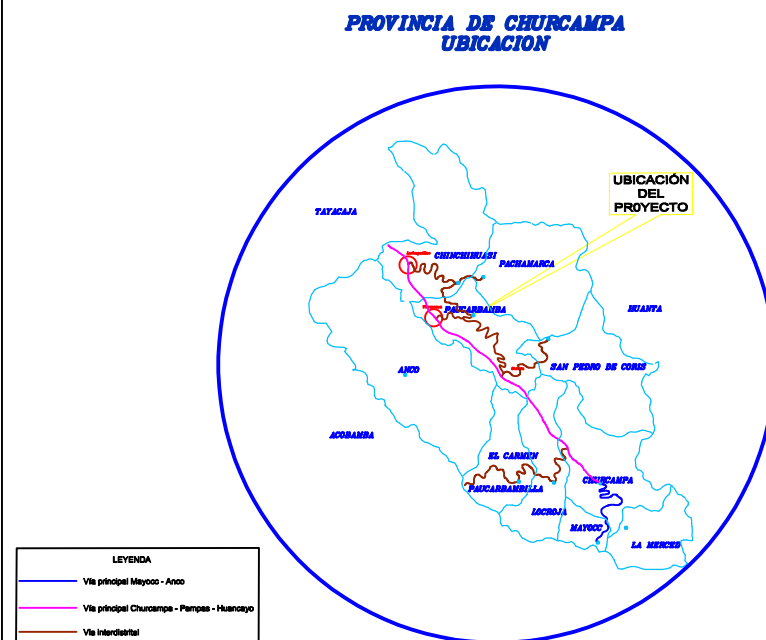 PROVINCIA DE CHURCAMPA
UBICACION
UBICACIÓN
DEL
PROYECTO
TAYACAJA
CHINCHIHUASI
PACHAMARCA
PAUCARBAMBA
HUANTA
ANCO
SAN PEDRO DE CORIS
ACOBAMBA
EL CARMEN
CHURCAMPA
PAUCARBAMBILLA
LOCROJA
MAYOCC
LA MERCED
LEYENDA
Vía principal Mayocc - Anco
Vía principal Churcampa - Pampas - Huancayo
Vía Interdistrital